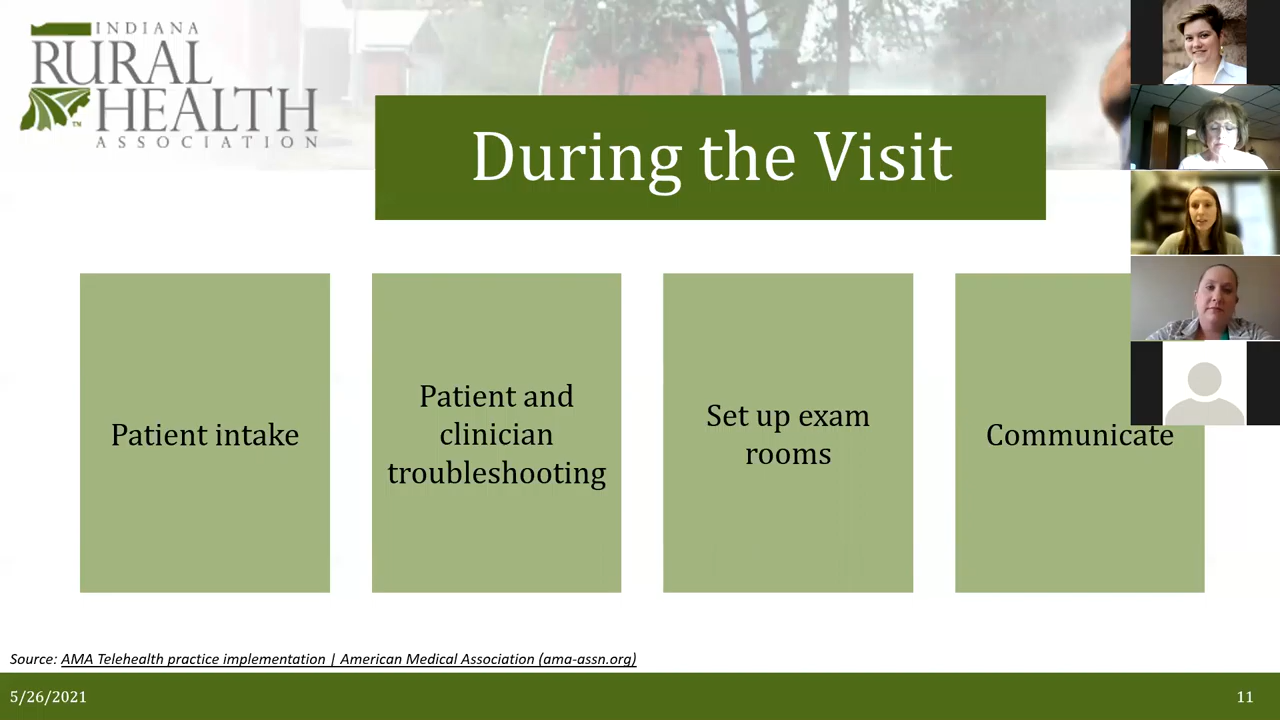 INDIANA
RURAL
HEALTH
ASSOCIATION
TM
During the Visit
Patient intake
Patient and
clinician
troubleshooting
Set up exam
rooms
Communicate
Source: AMA Telehealth practice implementation | American Medical Association (ama-assn.org)
5/26/2021
11